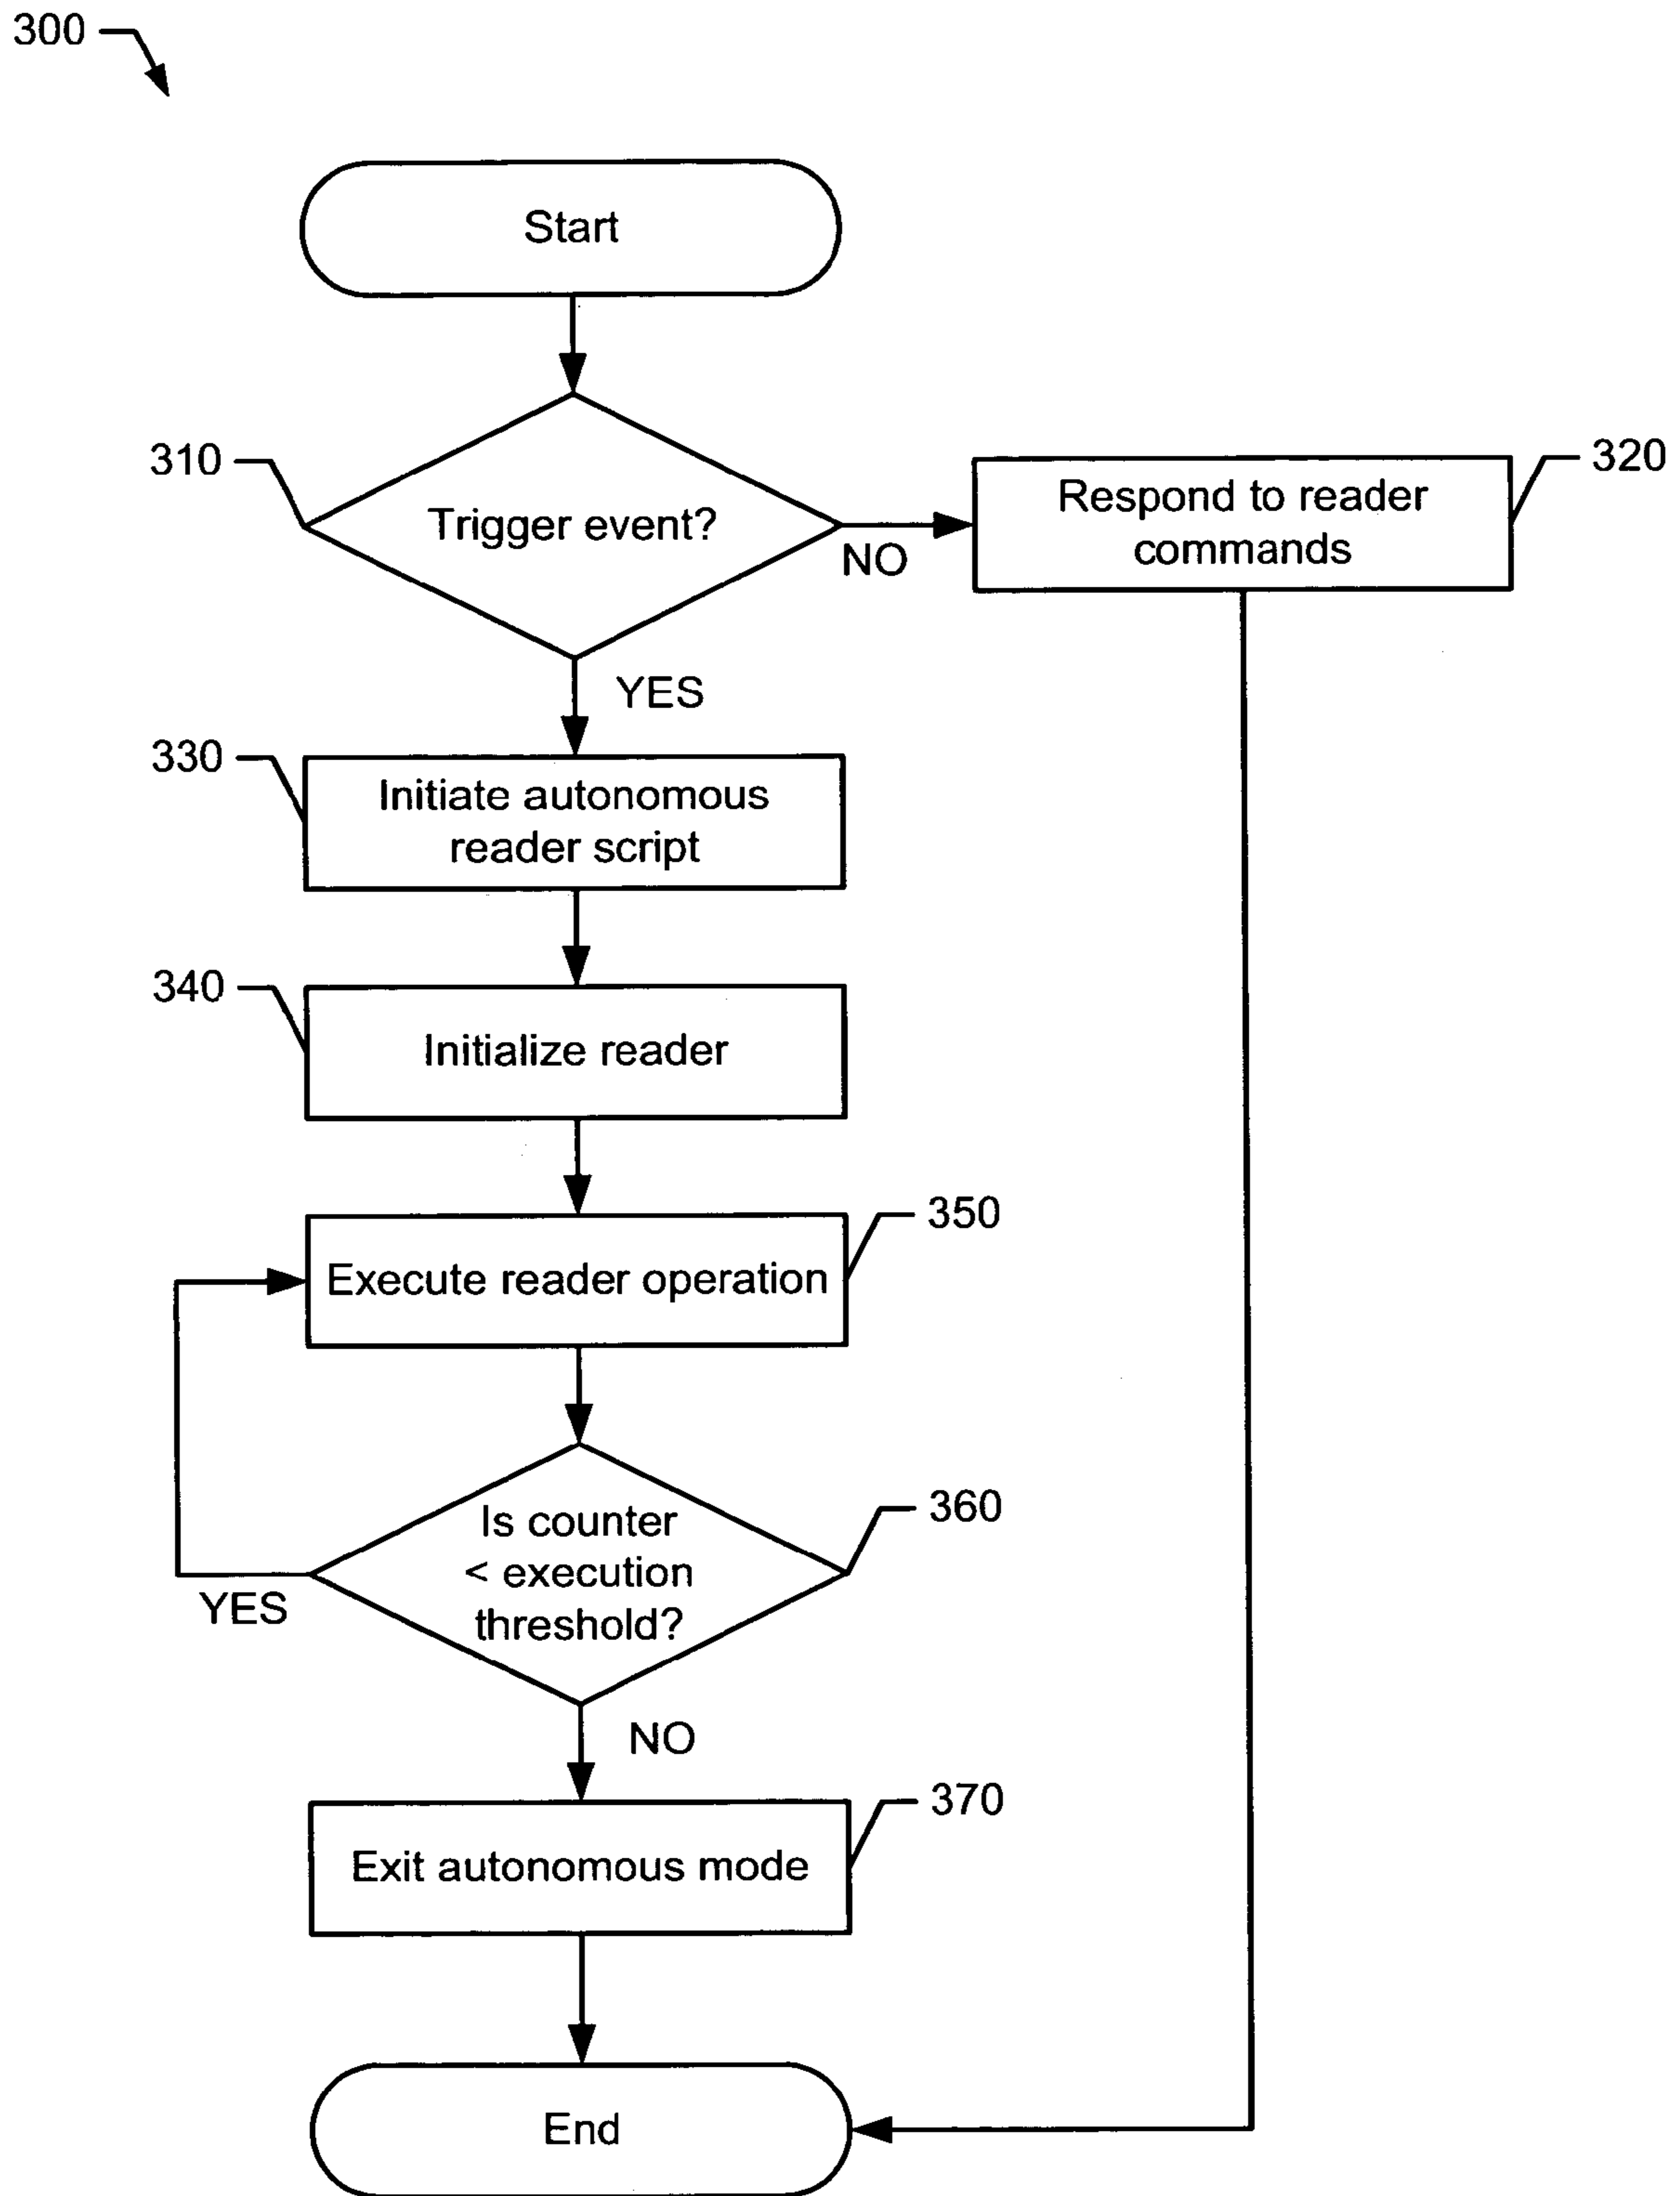 300
Start
310
Trigger event?
NO
320
Respond to reader
commands
YES
330
Initiate autonomous
reader script
340
Initialize reader
350
Execute reader operation
360
Is counter
< execution
threshold?
YES
NO
370
Exit autonomous mode
End